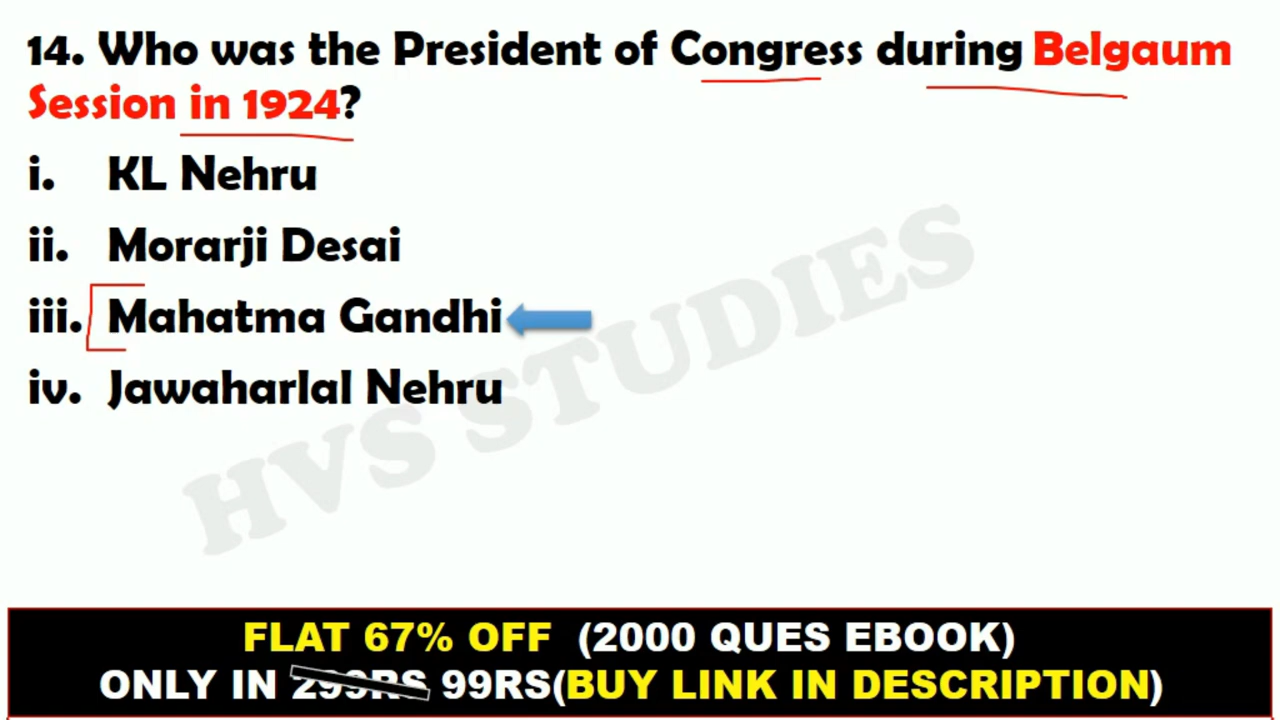 14. Who was the President of Congress during Belgaum
Session in 1924?
i. KL Nehru
ii. Morarji Desai
iii. Mahatma Gandhi
iv. Jawaharlal Nehru
HVS STUDIES
FLAT 67% OFF (2000 QUES EBOOK)
ONLY IN 299RS 99RS(BUY LINK IN DESCRIPTION)